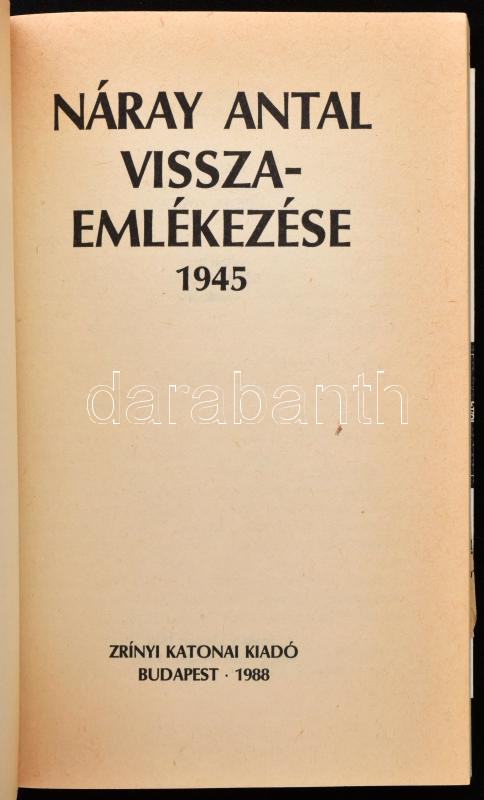 NÁRAY ANTAL
VISSZA-
EMLÉKEZÉSE
1945
darabanth
ZRÍNYI KATONAI KIADÓ
BUDAPEST · 1988